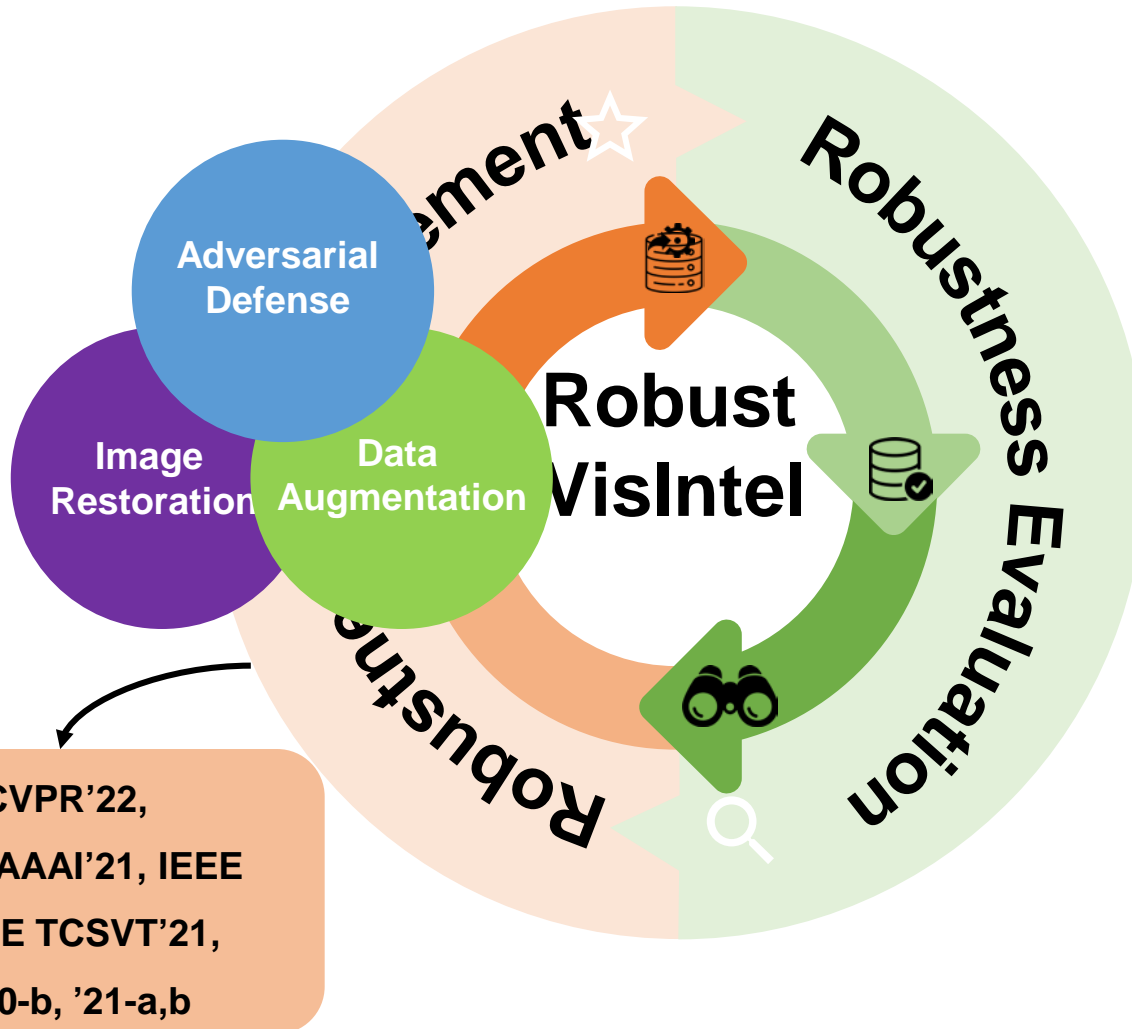 Adversarial
Defense
Image
Restoration
Data
Augmentation
Robust
VisIntel
Robustness Evaluation
Robustne
ement
CVPR’22,
AAAI’21, IEEE
E TCSVT’21,
0-b, ’21-a,b